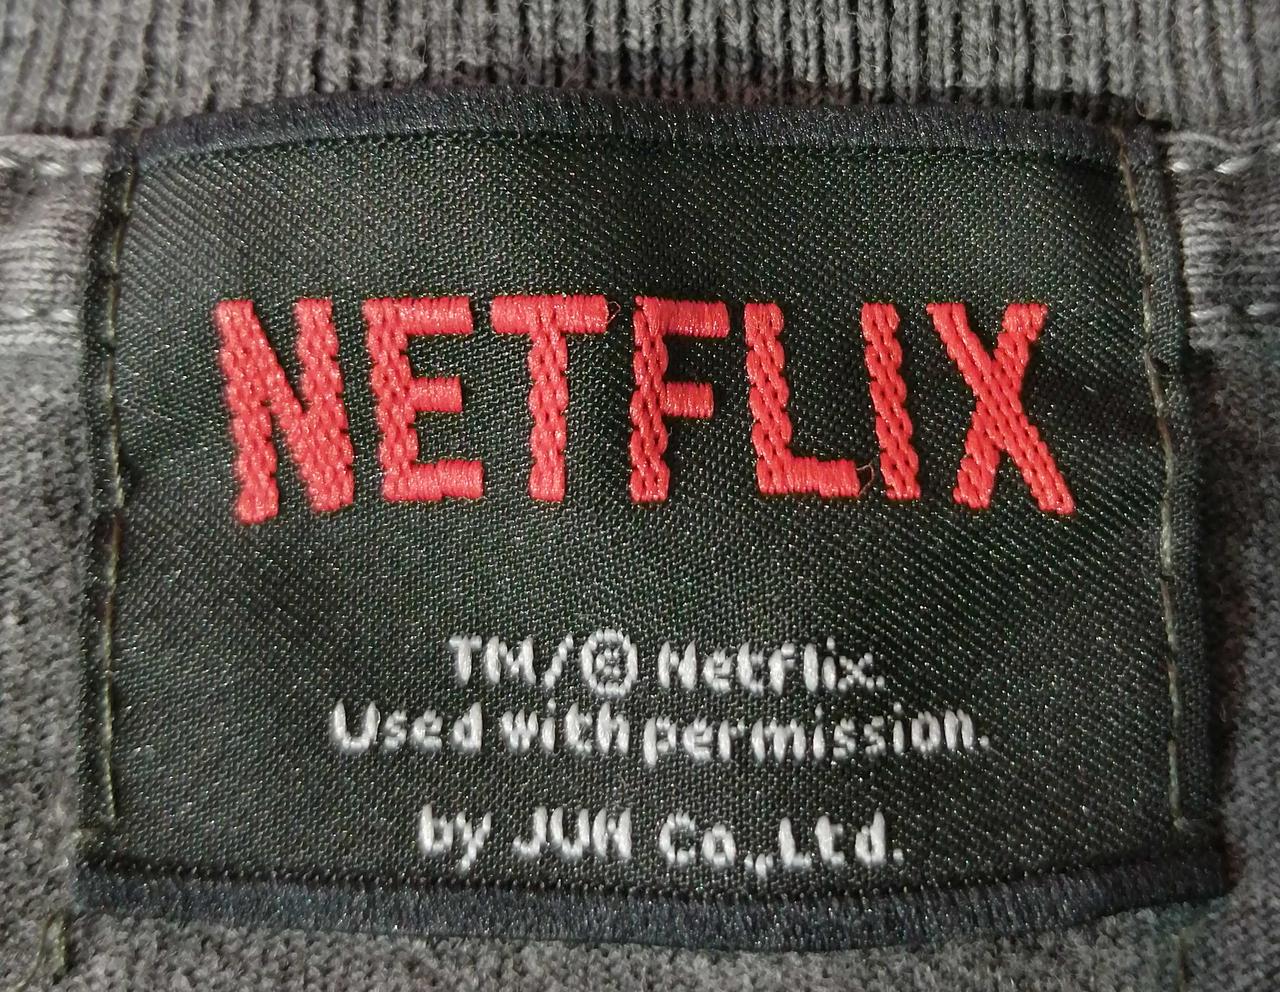 NETFLIX
TM/® Netflix.
Used with permission.
by JUN Co.,Ltd.